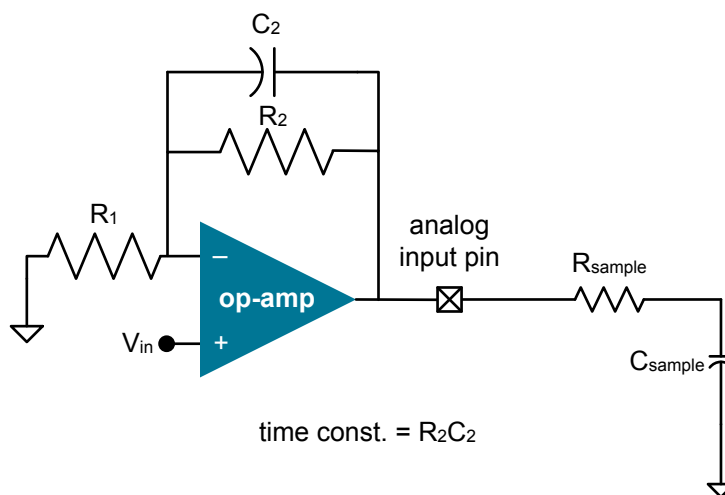 C₂
R₂
R₁
analog
input pin
Rsample
−
op-amp
Vin
+
Csample
time const. = R₂C₂